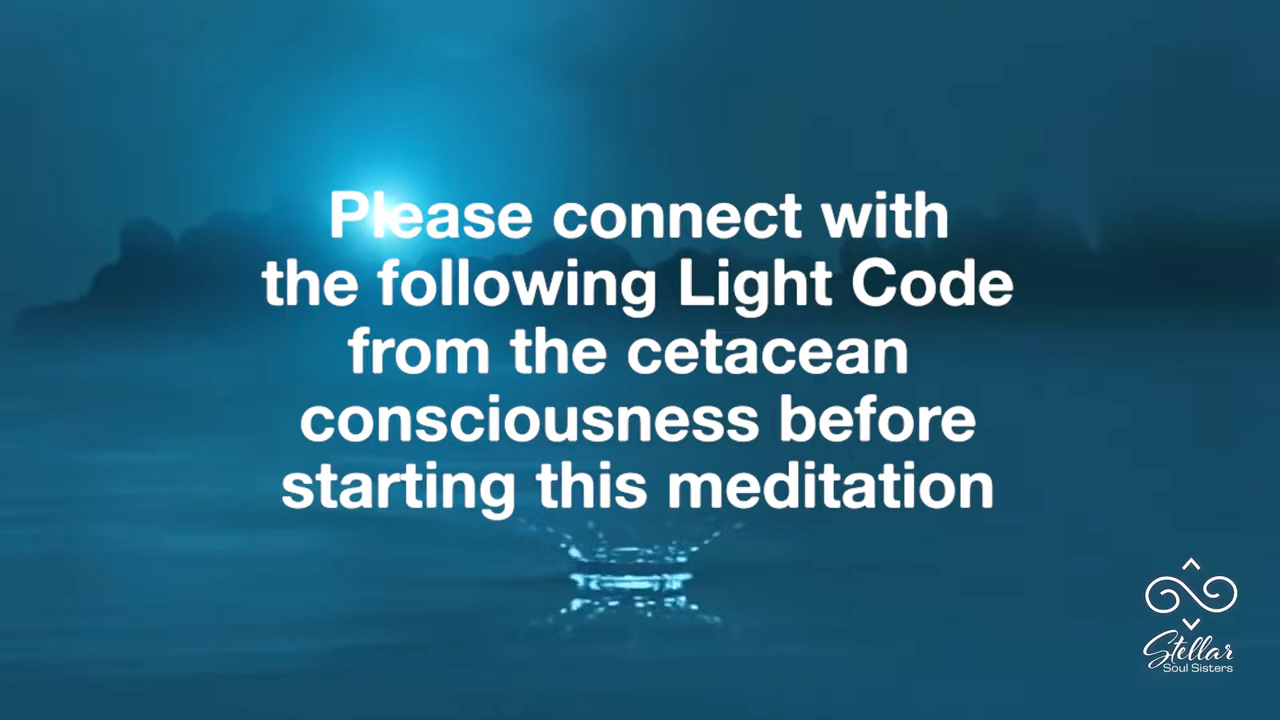 Please connect with
the following Light Code
from the cetacean
consciousness before
starting this meditation
Stellar
Soul Sisters